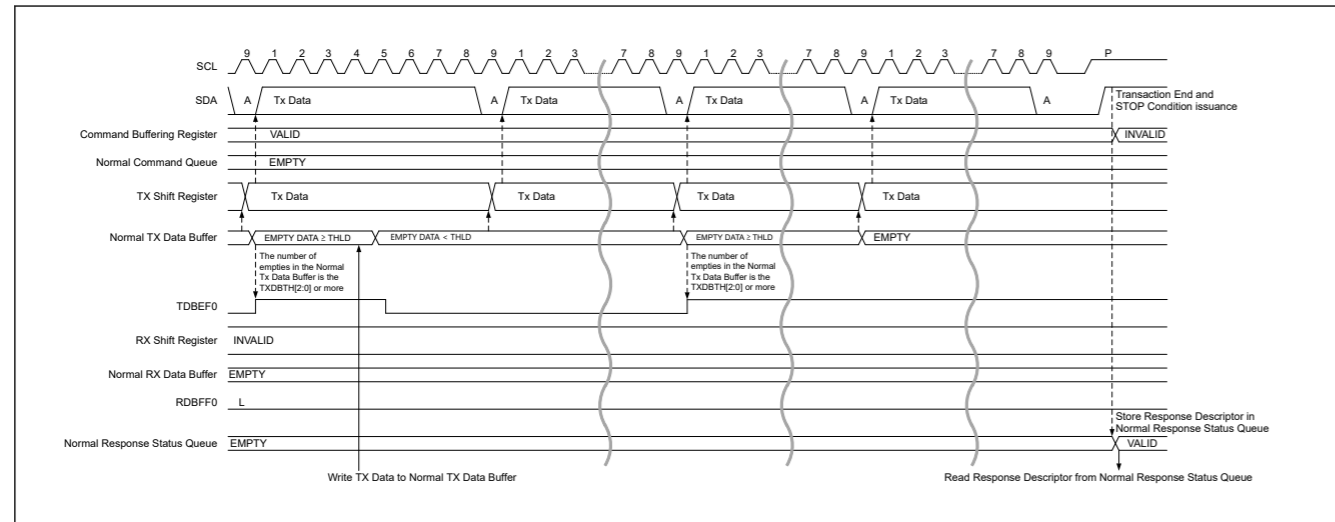 9 1 2 3 4 5 6 7 8 9 1 2 3 7 8 9 1 2 3 7 8 9 1 2 3 7 8 9 P
SCL
SDA A Tx Data A Tx Data A Tx Data A Tx Data A Transaction End and
STOP Condition issuance
Command Buffering Register VALID INVALID
Normal Command Queue EMPTY
TX Shift Register Tx Data Tx Data Tx Data Tx Data
Normal TX Data Buffer EMPTY DATA ≥ THLD EMPTY DATA < THLD EMPTY DATA ≥ THLD EMPTY
The number of
empties in the Normal
Tx Data Buffer is the
TXDBTH[2:0] or more
The number of
empties in the Normal
Tx Data Buffer is the
TXDBTH[2:0] or more
TDBEF0
RX Shift Register INVALID
Normal RX Data Buffer EMPTY
RDBFF0 L
Store Response Descriptor in
Normal Response Status Queue
Normal Response Status Queue EMPTY VALID
Write TX Data to Normal TX Data Buffer Read Response Descriptor from Normal Response Status Queue